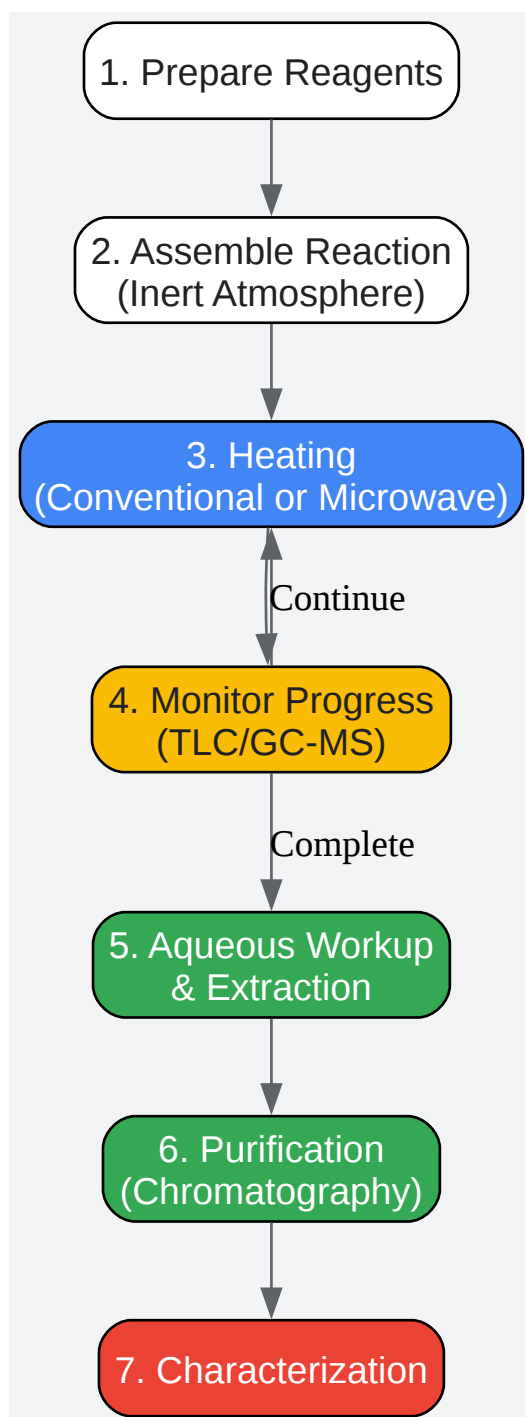 1. Prepare Reagents
2. Assemble Reaction
(Inert Atmosphere)
3. Heating
(Conventional or Microwave)
Continue
4. Monitor Progress
(TLC/GC-MS)
Complete
5. Aqueous Workup
& Extraction
6. Purification
(Chromatography)
7. Characterization